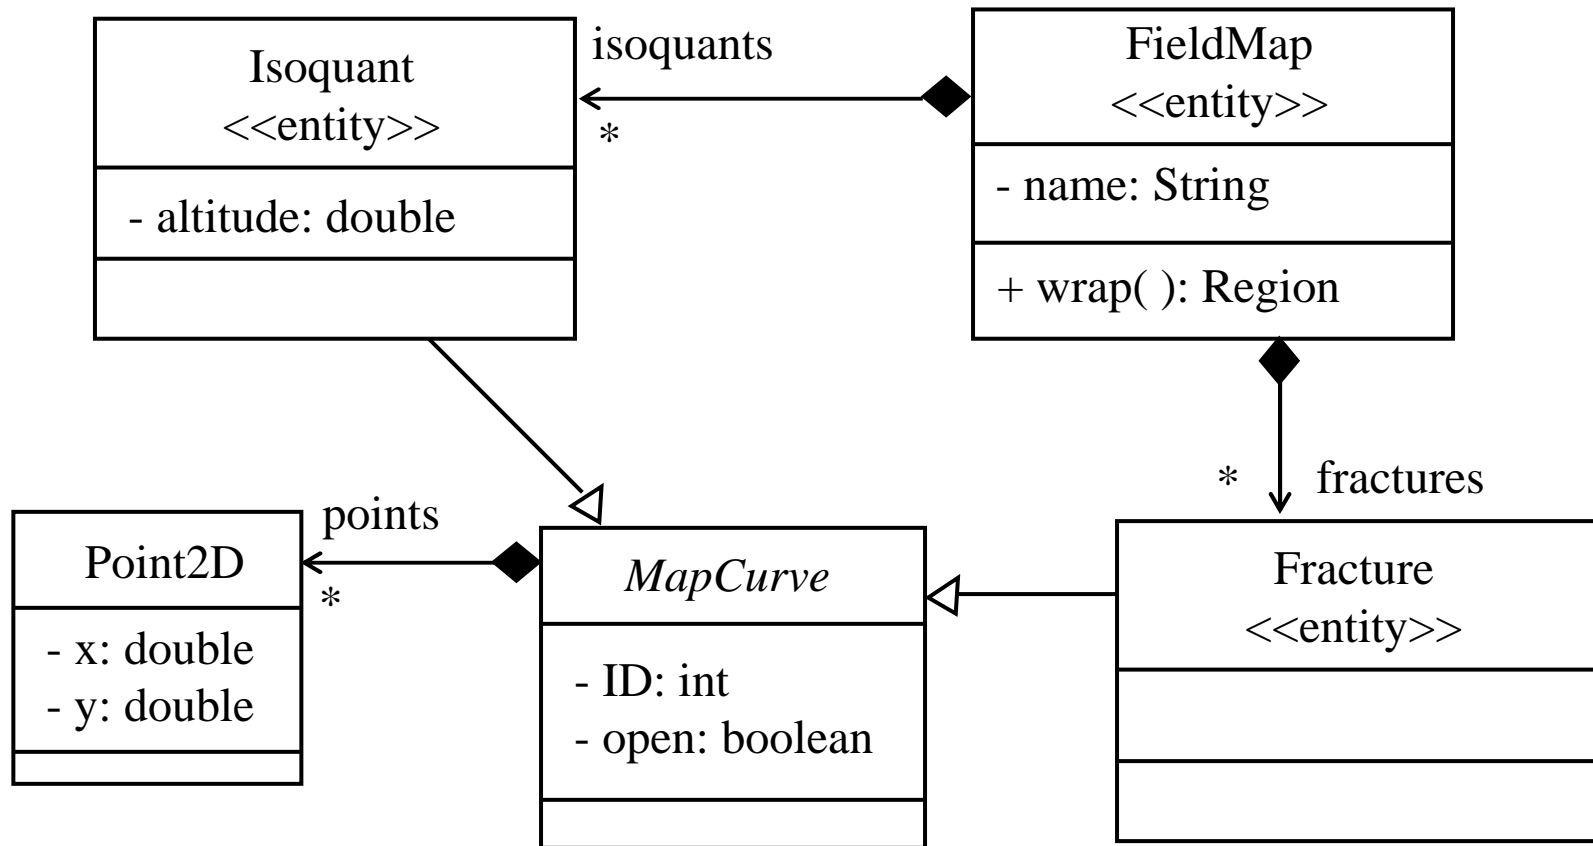 Isoquant
<<entity>>
- altitude: double
isoquants
*
FieldMap
<<entity>>
- name: String
+ wrap( ): Region
* fractures
Point2D
- x: double
- y: double
points
*
MapCurve
- ID: int
- open: boolean
Fracture
<<entity>>